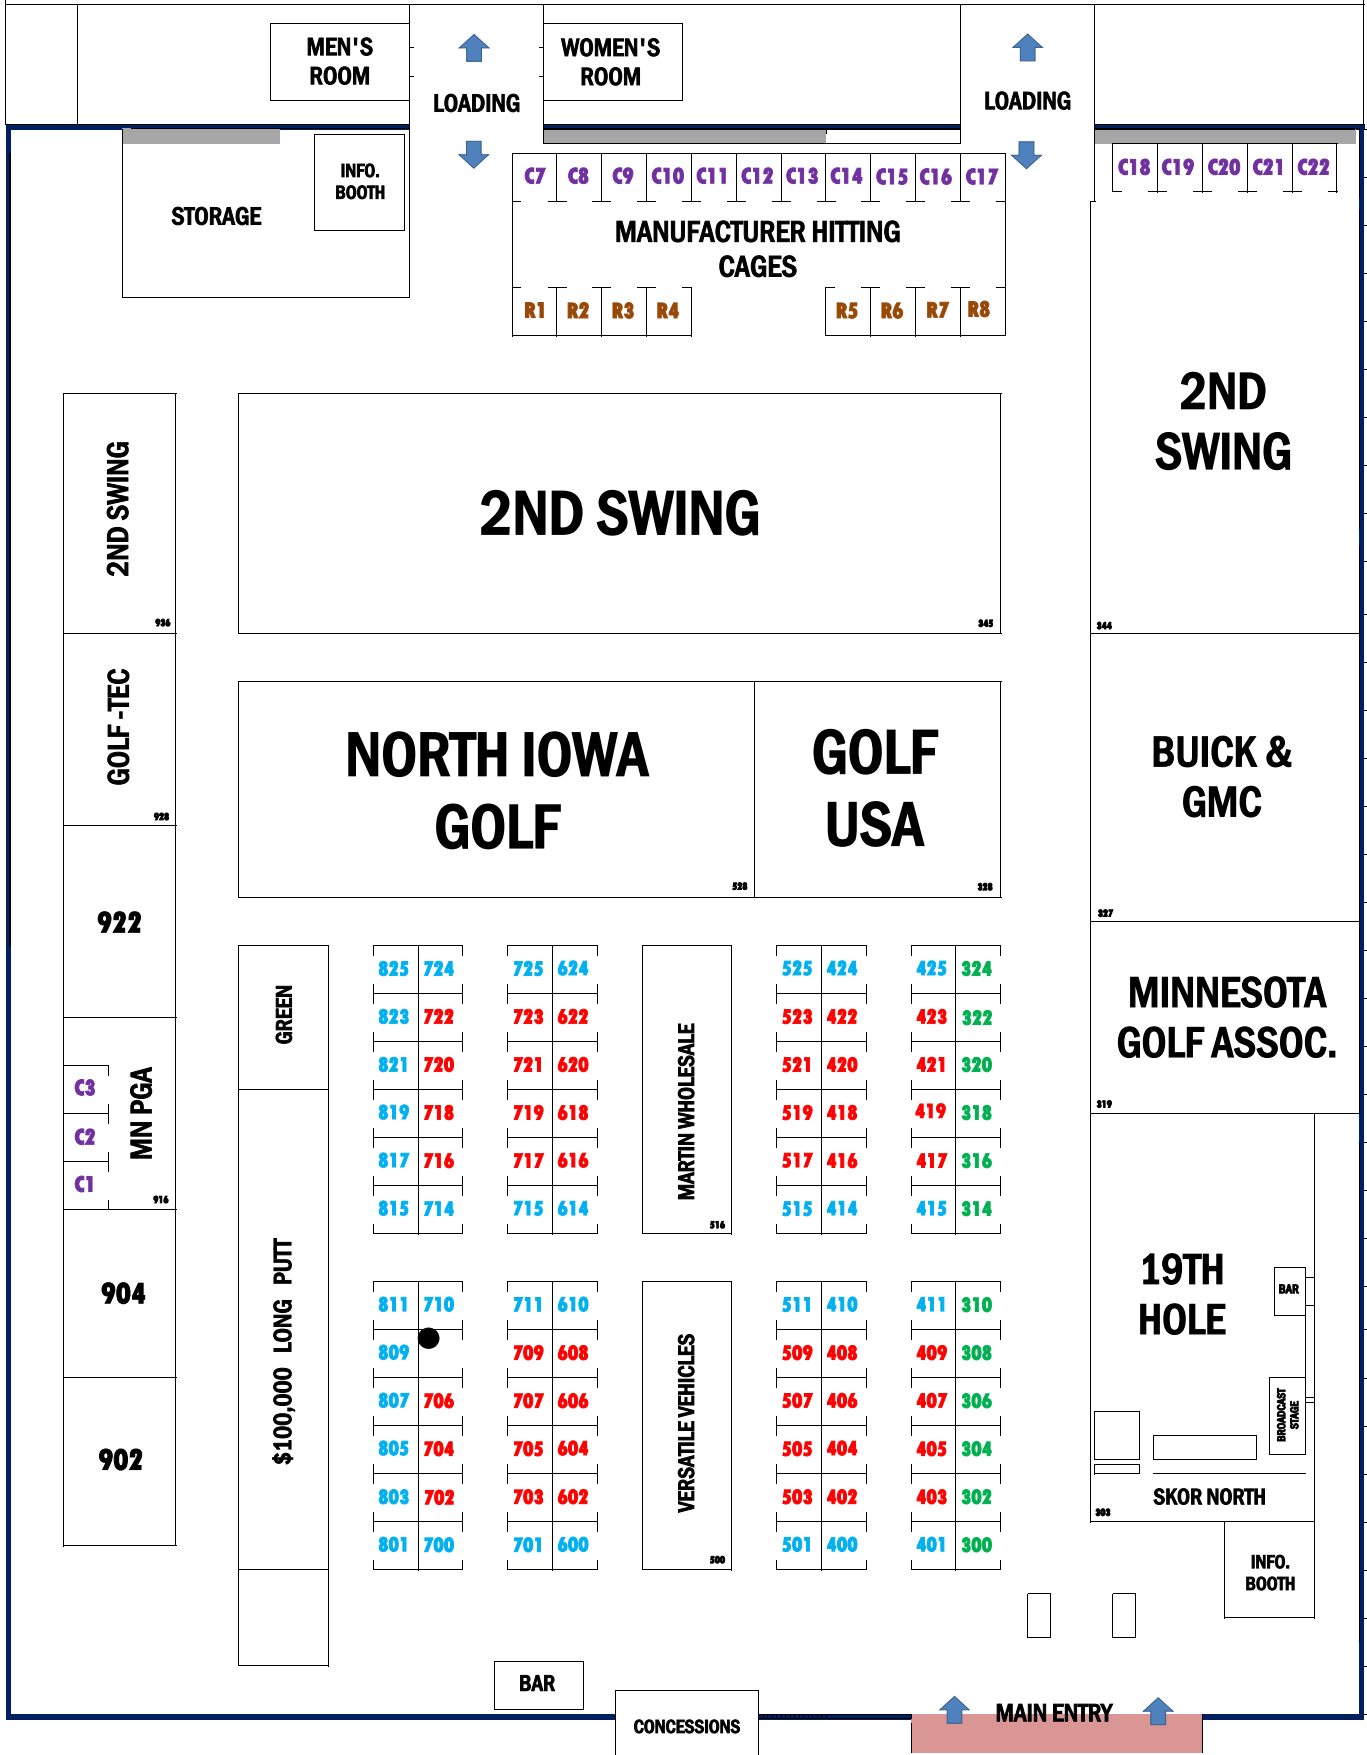 MEN'S
ROOM
LOADING
WOMEN'S
ROOM
LOADING
INFO.
BOOTH
STORAGE
C7 C8 C9 C10 C11 C12 C13 C14 C15 C16 C17
C18 C19 C20 C21 C22
MANUFACTURER HITTING
CAGES
R1 R2 R3 R4 R5 R6 R7 R8
2ND SWING
936
2ND SWING
345
2ND
SWING
344
GOLF -TEC
928
NORTH IOWA
GOLF
528
GOLF
USA
328
BUICK &
GMC
327
922
C3
C2
C1
MN PGA
916
904
902
GREEN
$100,000 LONG PUTT
825 724 725 624
823 722 723 622
821 720 721 620
819 718 719 618
817 716 717 616
815 714 715 614
MARTIN WHOLESALE
516
525 424 425 324
523 422 423 322
521 420 421 320
519 418 419 318
517 416 417 316
515 414 415 314
811 710 711 610
809 709 608
807 706 707 606
805 704 705 604
803 702 703 602
801 700 701 600
VERSATILE VEHICLES
500
511 410 411 310
509 408 409 308
507 406 407 306
505 404 405 304
503 402 403 302
501 400 401 300
MINNESOTA
GOLF ASSOC.
319
19TH
HOLE
BAR
BROADCAST
STAGE
SKOR NORTH
303
INFO.
BOOTH
BAR
CONCESSIONS
MAIN ENTRY